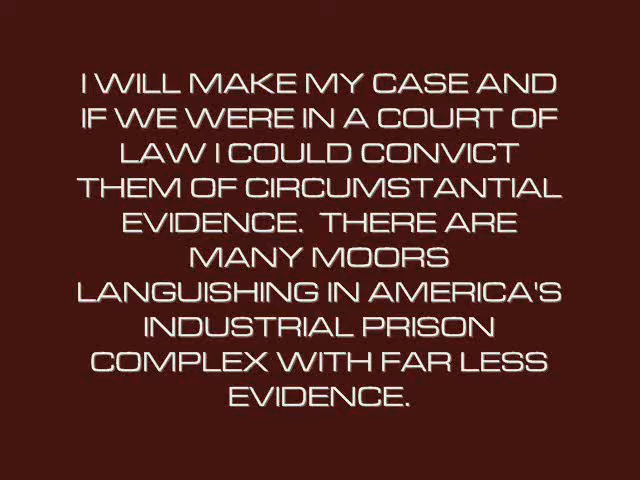 I WILL MAKE MY CASE AND
IF WE WERE IN A COURT OF
LAW I COULD CONVICT
THEM OF CIRCUMSTANTIAL
EVIDENCE.  THERE ARE
MANY MOORS
LANGUISHING IN AMERICA'S
INDUSTRIAL PRISON
COMPLEX WITH FAR LESS
EVIDENCE.